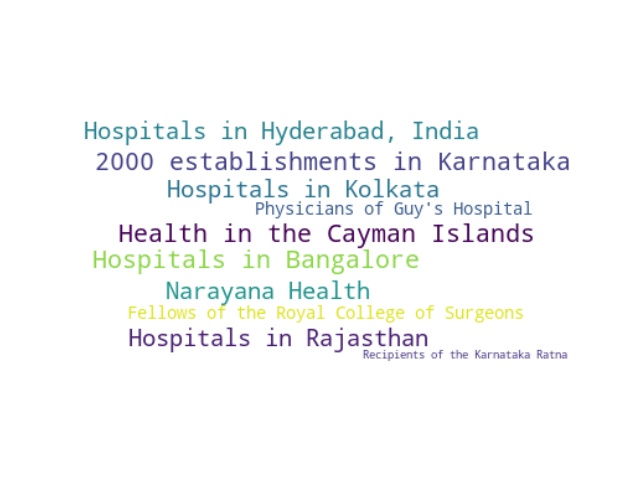 Hospitals in Hyderabad, India
2000 establishments in Karnataka
Hospitals in Kolkata
Physicians of Guy's Hospital
Health in the Cayman Islands
Hospitals in Bangalore
Narayana Health
Fellows of the Royal College of Surgeons
Hospitals in Rajasthan
Recipients of the Karnataka Ratna